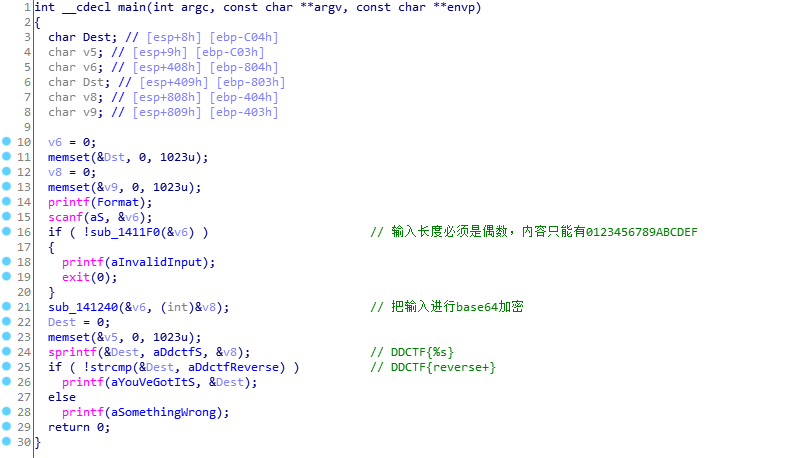 1 int __cdecl main(int argc, const char **argv, const char **envp)
2 {
3 char Dest; // [esp+8h] [ebp-C04h]
4 char v5; // [esp+9h] [ebp-C03h]
5 char v6; // [esp+408h] [ebp-804h]
6 char Dst; // [esp+409h] [ebp-803h]
7 char v8; // [esp+808h] [ebp-404h]
8 char v9; // [esp+809h] [ebp-403h]
9
10 v6 = 0;
11 memset(&Dst, 0, 1023u);
12 v8 = 0;
13 memset(&v9, 0, 1023u);
14 printf(Format);
15 scanf(aS, &v6);
16 if ( !sub_1411F0(&v6) ) // 输入长度必须是偶数，内容只能有0123456789ABCDEF
17 {
18 printf(aInvalidInput);
19 exit(0);
20 }
21 sub_141240(&v6, (int)&v8); // 把输入进行base64加密
22 Dest = 0;
23 memset(&v5, 0, 1023u);
24 sprintf(&Dest, aDdctfS, &v8); // DDCTF{%s}
25 if ( !strcmp(&Dest, aDdctfReverse) ) // DDCTF{reverse+}
26 printf(aYouVeGotItS, &Dest);
27 else
28 printf(aSomethingWrong);
29 return 0;
30 }